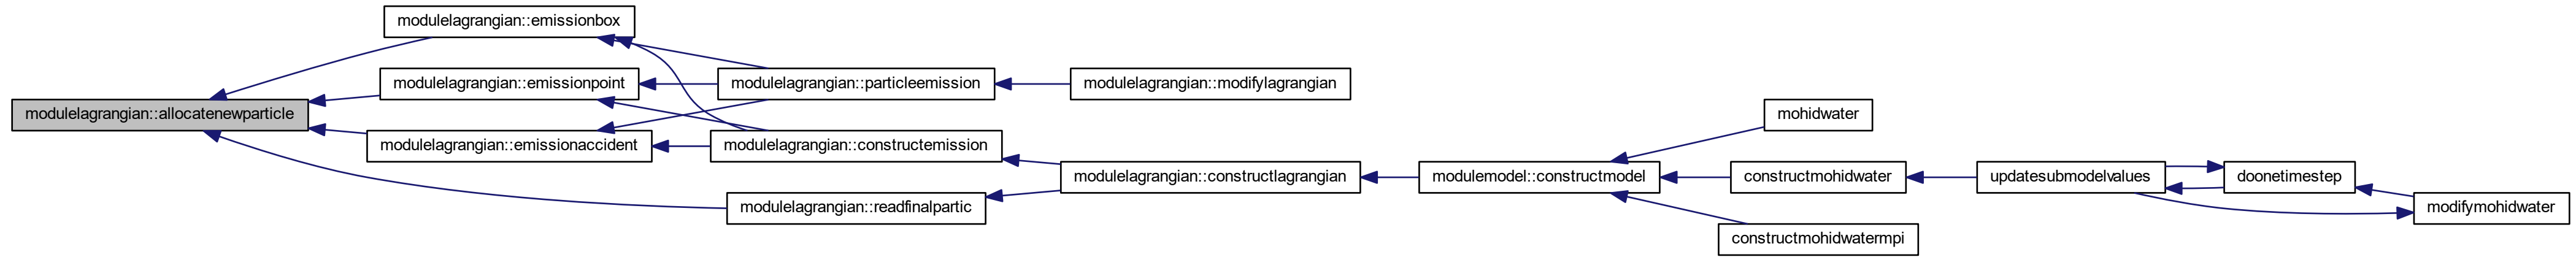 modulelagrangian::emissionbox
modulelagrangian::emissionpoint
modulelagrangian::particleemission
modulelagrangian::modifylagrangian
modulelagrangian::allocatenewparticle
mohidwater
modulelagrangian::emissionaccident
modulelagrangian::constructemission
modulelagrangian::constructlagrangian
modulemodel::constructmodel
constructmohidwater
updatesubmodelvalues
doonetimestep
modulelagrangian::readfinalpartic
modifymohidwater
constructmohidwatermpi